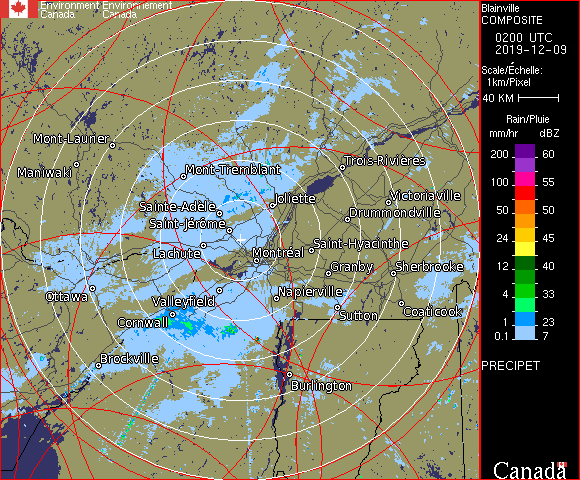 Environment Environnement
Canada Canada
Blainville
COMPOSITE
0200 UTC
2019-12-09
Scale/Échelle:
1km/Pixel
40 KM
Rain/Pluie
mm/hr dBZ
200 60
100 55
50 50
24 45
12 40
4 33
1 23
0.1 7
PRECIPET
Canada
Mont-Laurier
Maniwaki
Mont-Tremblant
Trois-Rivières
Joliette
Victoriaville
Sainte-Adèle
Drummondville
Saint-Jérôme
Saint-Hyacinthe
Lachute
Montréal
Granby
Sherbrooke
Ottawa
Valleyfield
Napierville
Coaticook
Cornwall
Sutton
Brockville
Burlington